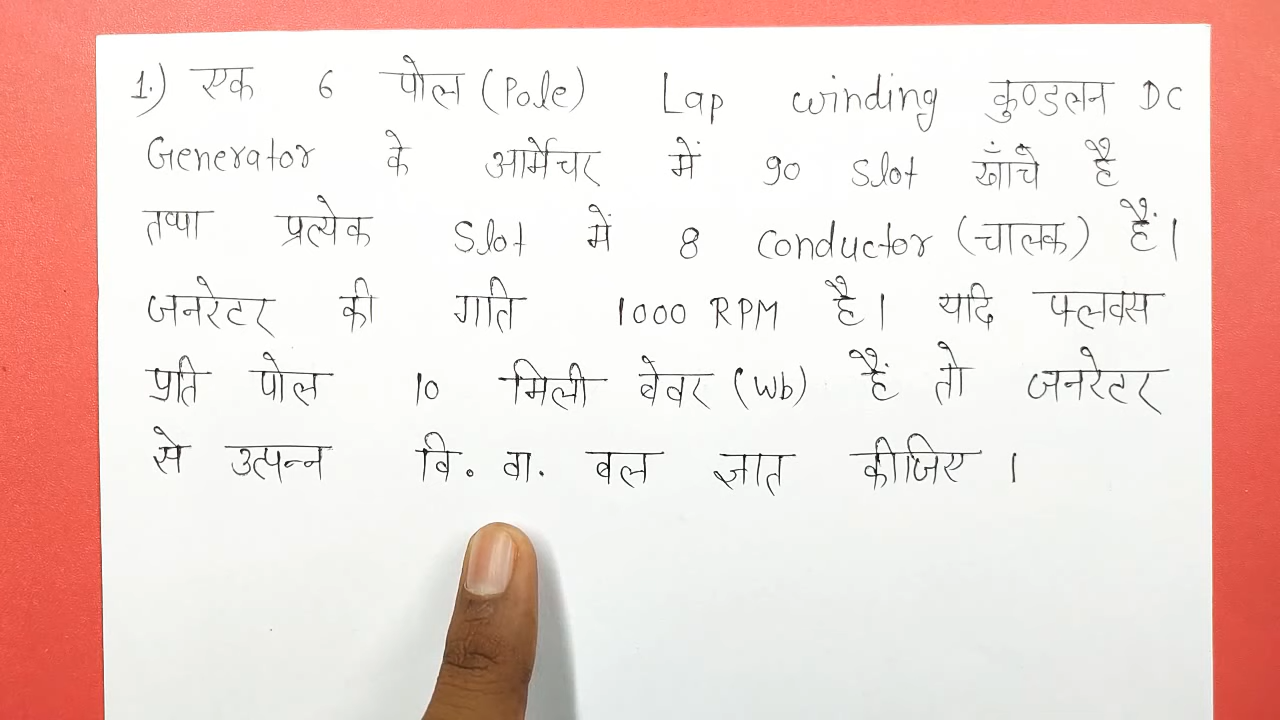 1.) एक 6 पोल (Pole) Lap winding कुण्डलन DC
Generator के आर्मेचर में 90 Slot खाँचे है
तथा प्रत्येक Slot में 8 Conductor (चालक) हैं।
जनरेटर की गति 1000 RPM है। यदि फ्लक्स
प्रति पोल 10 मिली वेवर (Wb) हैं तो जनरेटर
से उत्पन्न वि. वा. बल ज्ञात कीजिए ।